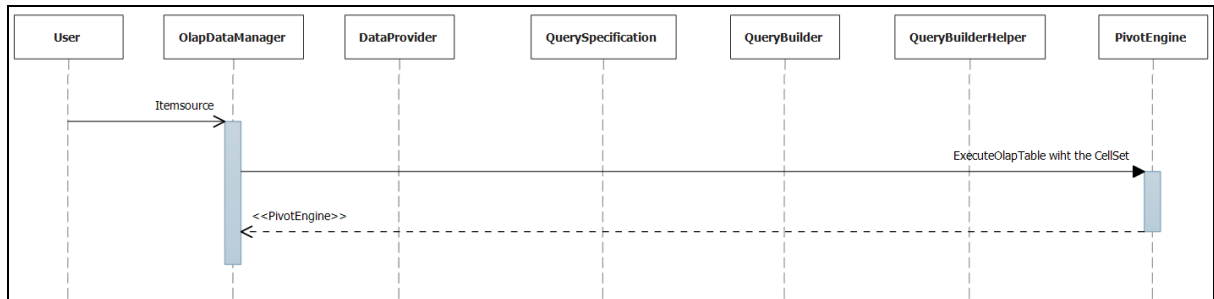 User
OlapDataManager
DataProvider
QuerySpecification
QueryBuilder
QueryBuilderHelper
PivotEngine
Itemsource
ExecuteOlapTable wiht the CellSet
<<PivotEngine>>